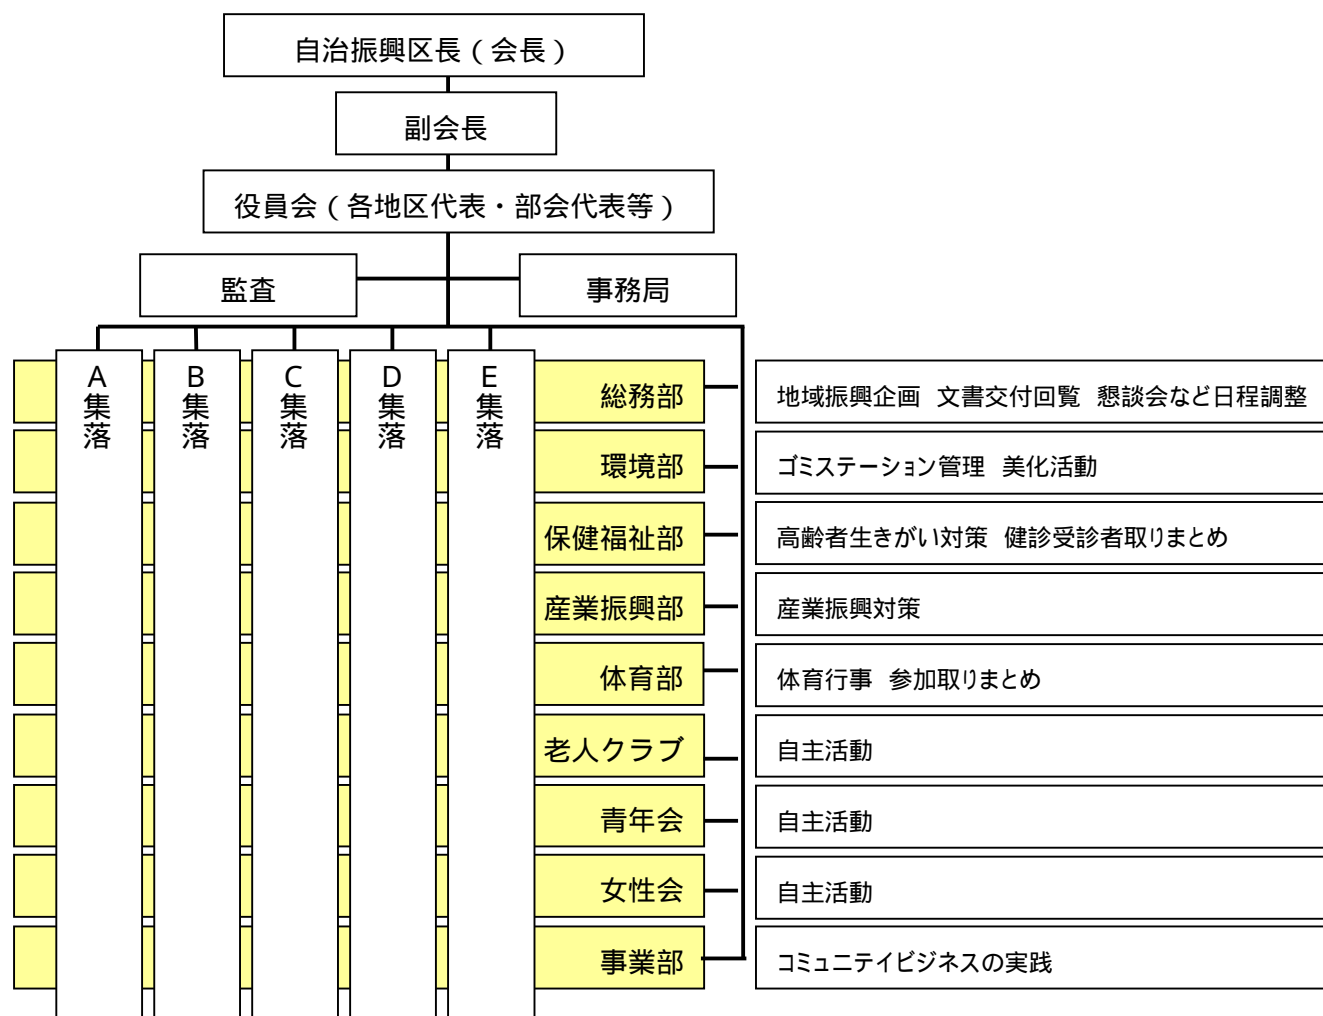 自治振興区長（会長）
副会長
役員会（各地区代表・部会代表等）
監査
事務局
A集落
B集落
C集落
D集落
E集落
総務部
地域振興企画　文書交付回覧　懇談会など日程調整
環境部
ゴミステーション管理　美化活動
保健福祉部
高齢者生きがい対策　健診受診者取りまとめ
産業振興部
産業振興対策
体育部
体育行事　参加取りまとめ
老人クラブ
自主活動
青年会
自主活動
女性会
自主活動
事業部
コミュニテイビジネスの実践